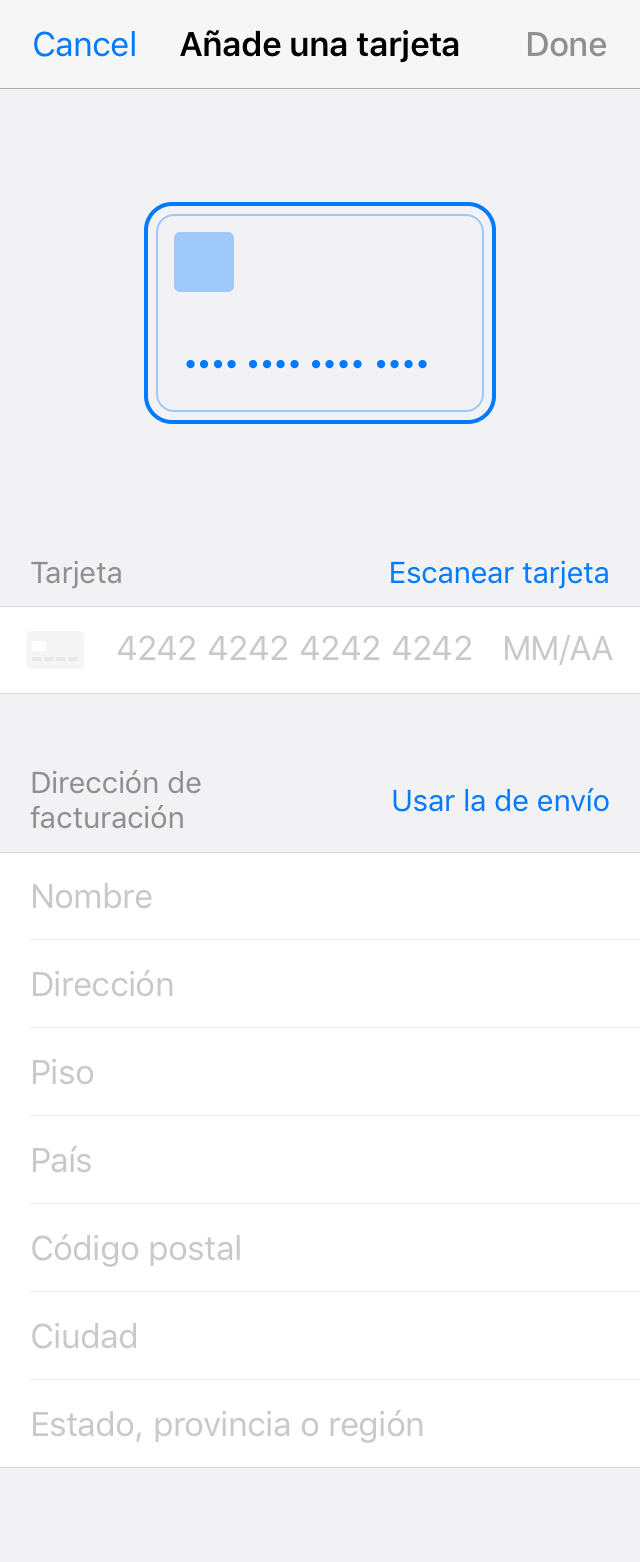 Cancel Añade una tarjeta Done
Tarjeta Escanear tarjeta
4242 4242 4242 4242 MM/AA
Dirección de
facturación
Usar la de envío
Nombre
Dirección
Piso
País
Código postal
Ciudad
Estado, provincia o región